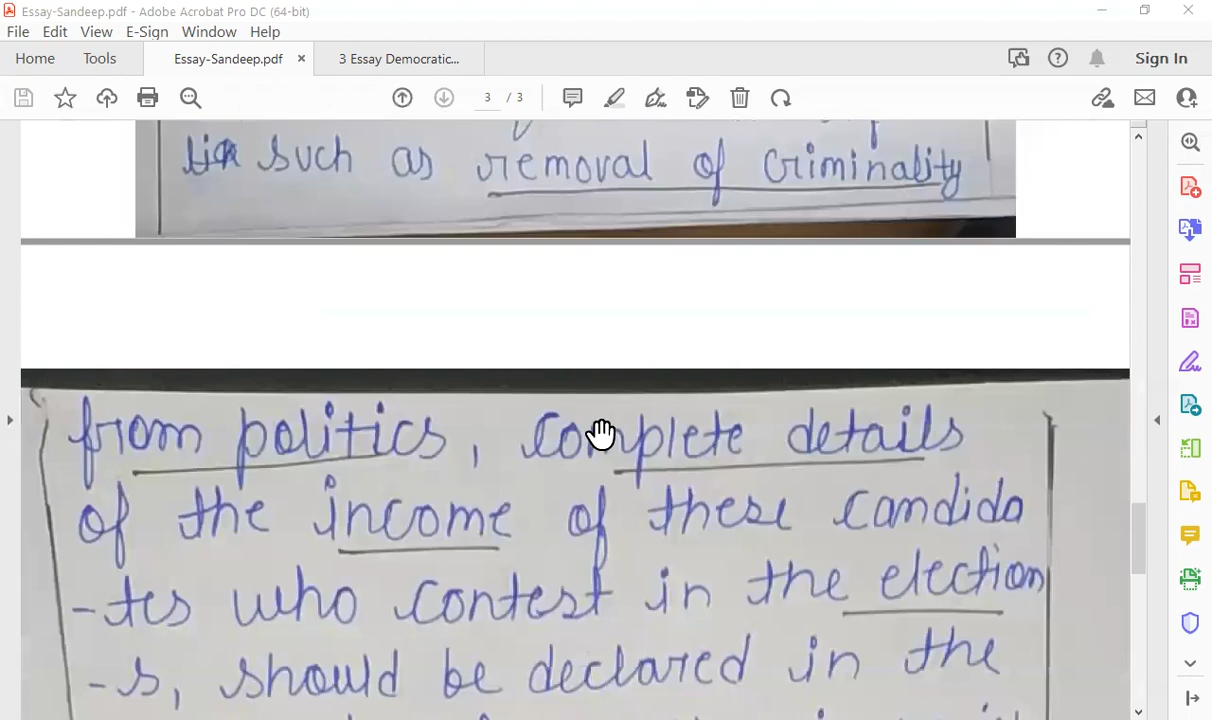 Essay-Sandeep.pdf - Adobe Acrobat Pro DC (64-bit)
File Edit View E-Sign Window Help
Home Tools Essay-Sandeep.pdf × 3 Essay Democratic... Sign In
3 / 3
such as removal of criminality
from politics, complete details
of the income of these candida
-tes who contest in the election
-s, should be declared in the